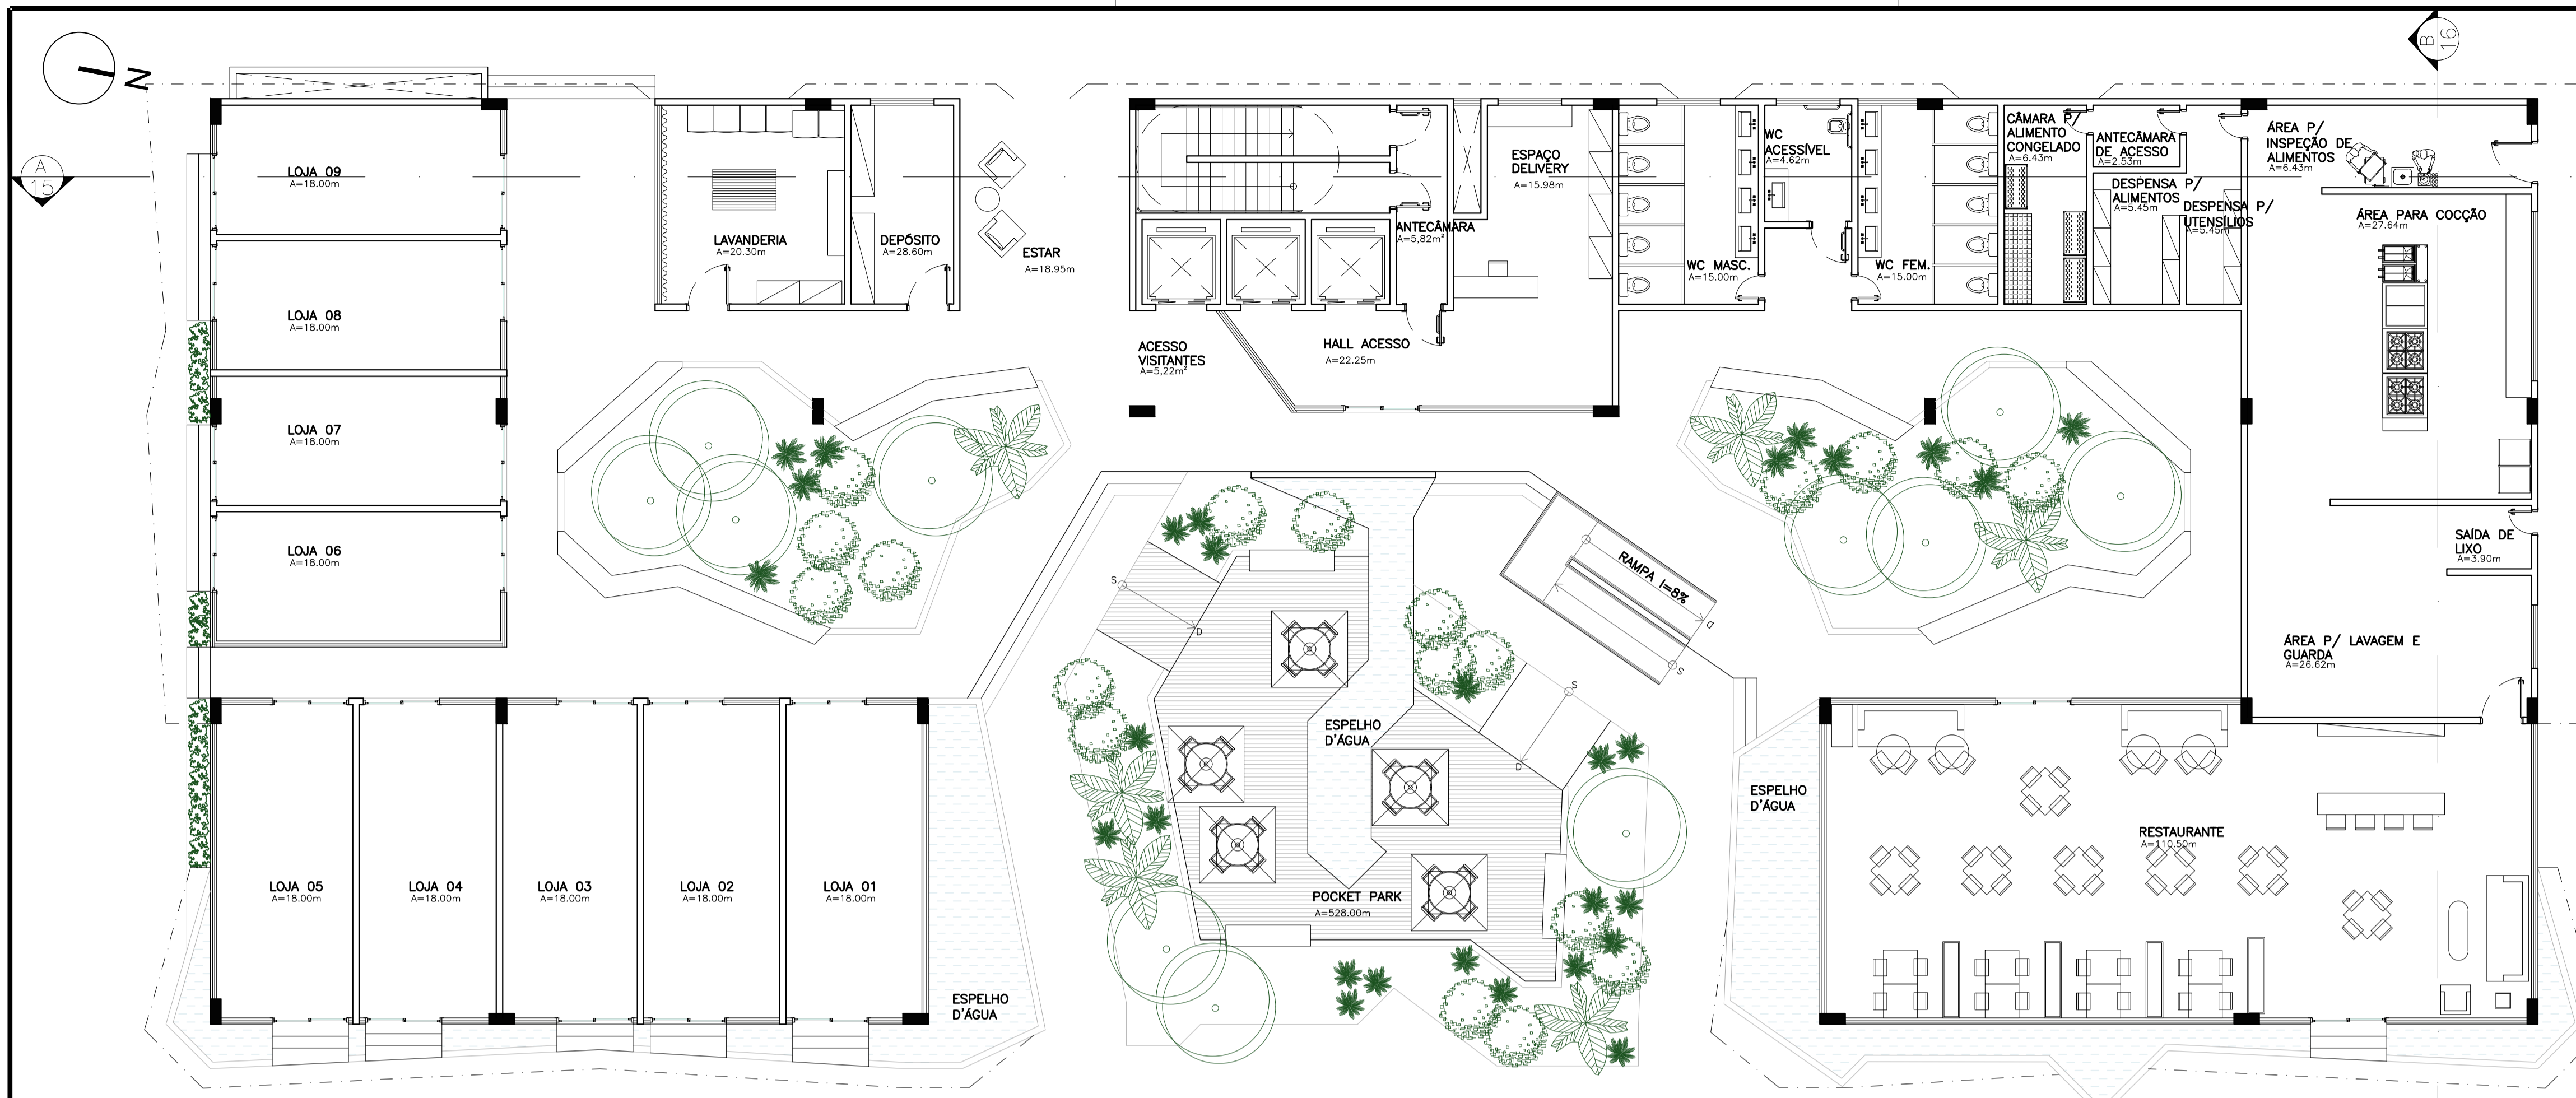 N
A
15
B
16
LOJA 09
A=18.00m
LOJA 08
A=18.00m
LOJA 07
A=18.00m
LOJA 06
A=18.00m
LOJA 05
A=18.00m
LOJA 04
A=18.00m
LOJA 03
A=18.00m
LOJA 02
A=18.00m
LOJA 01
A=18.00m
LAVANDERIA
A=20.30m
DEPÓSITO
A=28.60m
ESTAR
A=18.95m
ACESSO
VISITANTES
A=5,22m²
HALL ACESSO
A=22.25m
ANTECÂMARA
A=5,82m²
ESPAÇO
DELIVERY
A=15.98m
WC MASC.
A=15.00m
WC
ACESSÍVEL
A=4.62m
WC FEM.
A=15.00m
CÂMARA P/
ALIMENTO
CONGELADO
A=6.43m
ANTECÂMARA
DE ACESSO
A=2.53m
DESPENSA P/
ALIMENTOS
A=5.45m
DESPENSA P/
UTENSÍLIOS
A=5.45m
ÁREA P/
INSPEÇÃO DE
ALIMENTOS
A=6.43m
ÁREA PARA COCÇÃO
A=27.64m
SAÍDA DE
LIXO
A=3.90m
ÁREA P/ LAVAGEM E
GUARDA
A=26.62m
RESTAURANTE
A=110.50m
RAMPA I=8%
D
S
S
D
S
D
ESPELHO
D'ÁGUA
POCKET PARK
A=528.00m
ESPELHO
D'ÁGUA
ESPELHO
D'ÁGUA